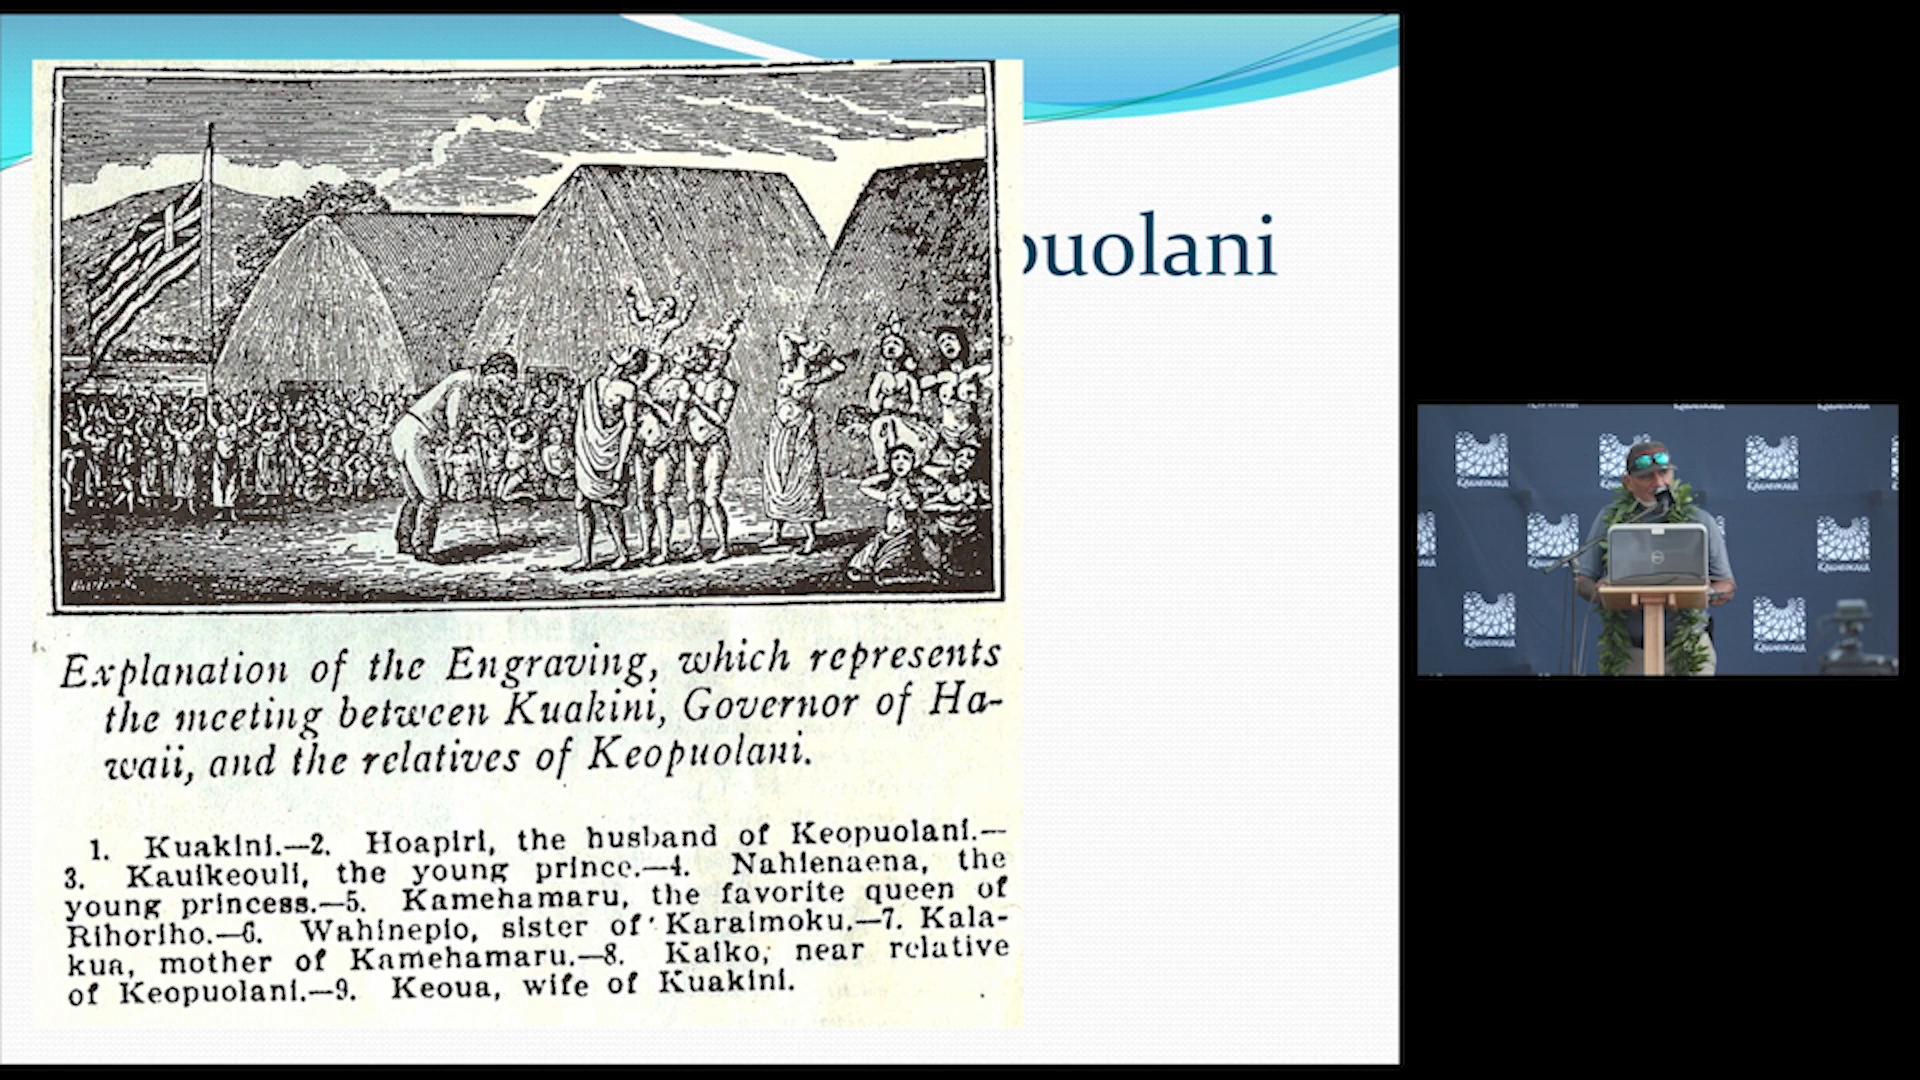 puolani
Explanation of the Engraving, which represents
the meeting between Kuakini, Governor of Ha-
waii, and the relatives of Keopuolani.
1. Kuakini.—2. Hoapiri, the husband of Keopuolani.—
3. Kauikeouli, the young prince.—4. Nahienaena, the
young princess.—5. Kamehamaru, the favorite queen of
Rihoriho.—6. Wahinepio, sister of Karaimoku.—7. Kala-
kua, mother of Kamehamaru.—8. Kaiko, near relative
of Keopuolani.—9. Keoua, wife of Kuakini.